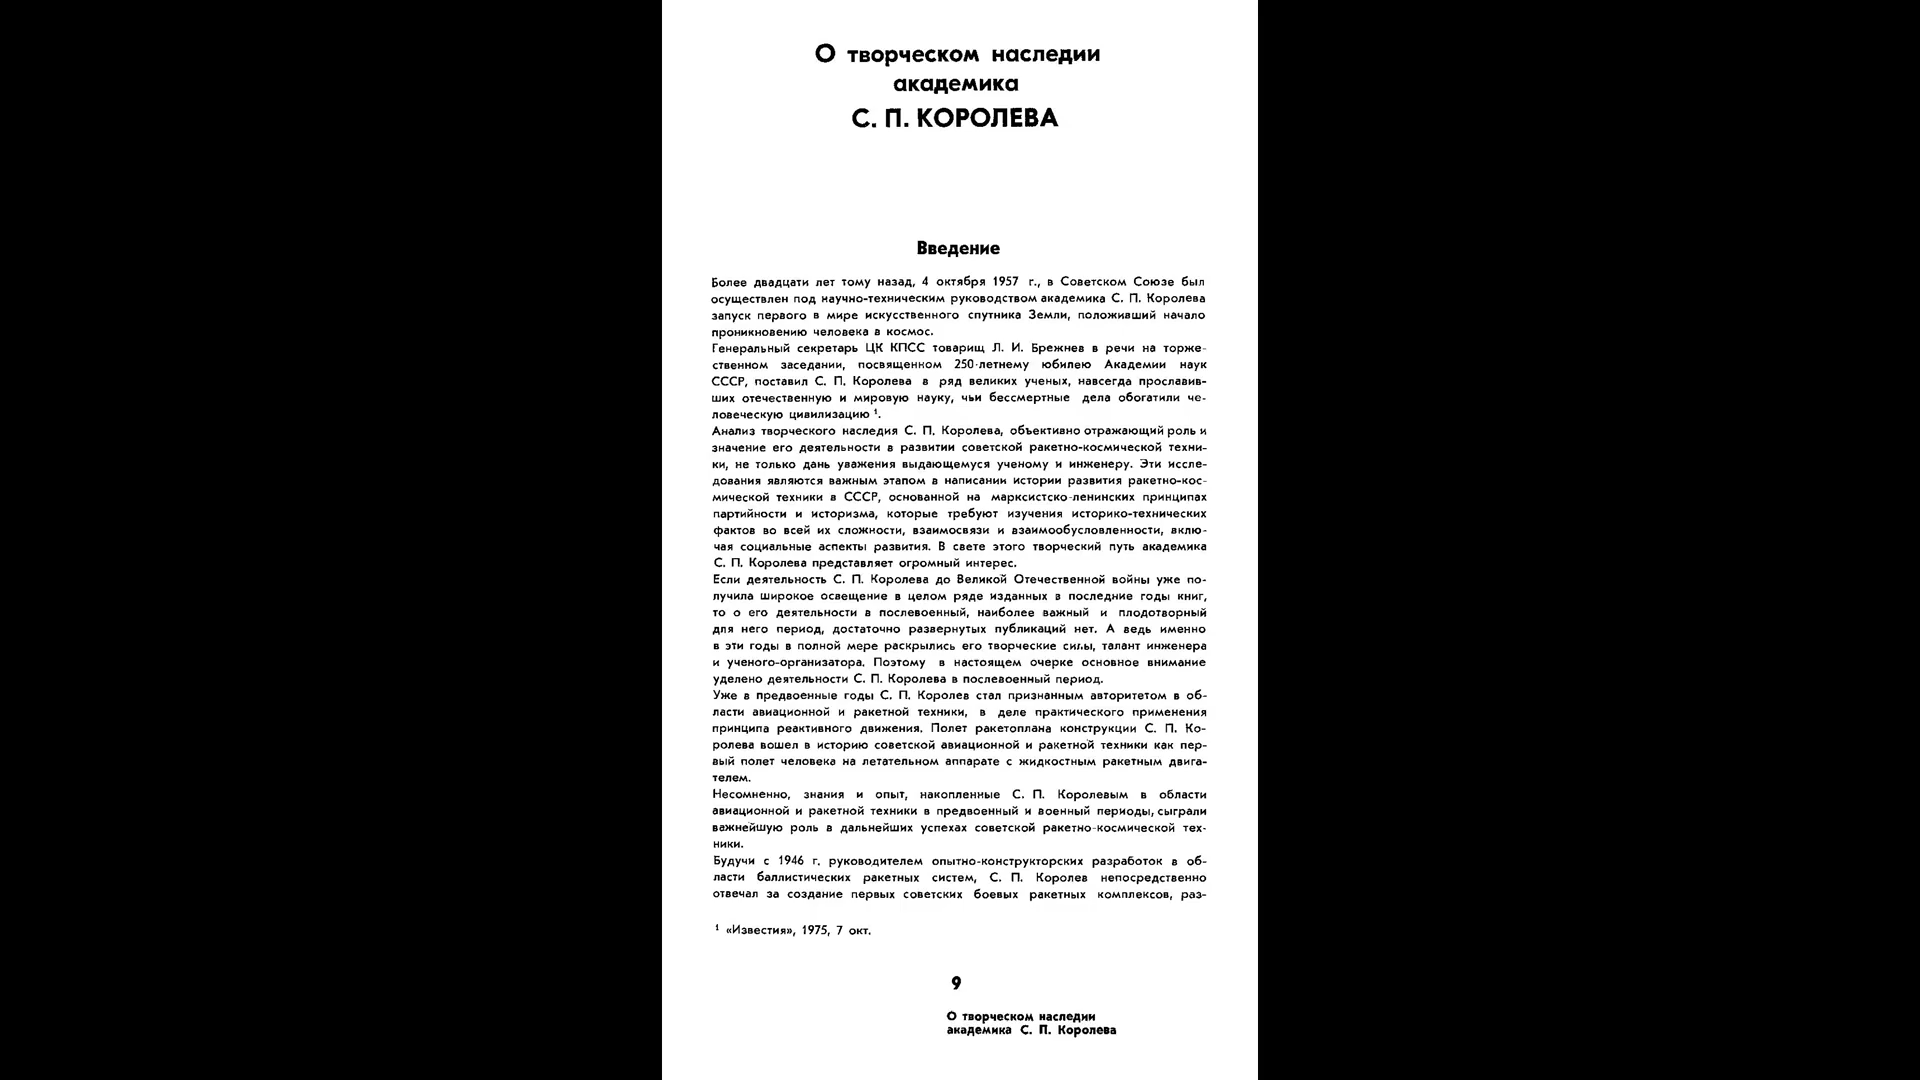 О творческом наследии
академика
С. П. КОРОЛЕВА
Введение
Более двадцати лет тому назад, 4 октября 1957 г., в Советском Союзе был
осуществлен под научно-техническим руководством академика С. П. Королева
запуск первого в мире искусственного спутника Земли, положивший начало
проникновению человека в космос.
Генеральный секретарь ЦК КПСС товарищ Л. И. Брежнев в речи на торже-
ственном заседании, посвященном 250-летнему юбилею Академии наук
СССР, поставил С. П. Королева в ряд великих ученых, навсегда прославив-
ших отечественную и мировую науку, чьи бессмертные дела обогатили че-
ловеческую цивилизацию ¹.
Анализ творческого наследия С. П. Королева, объективно отражающий роль и
значение его деятельности в развитии советской ракетно-космической техни-
ки, не только дань уважения выдающемуся ученому и инженеру. Эти иссле-
дования являются важным этапом в написании истории развития ракетно-кос-
мической техники в СССР, основанной на марксистско-ленинских принципах
партийности и историзма, которые требуют изучения историко-технических
фактов во всей их сложности, взаимосвязи и взаимообусловленности, вклю-
чая социальные аспекты развития. В свете этого творческий путь академика
С. П. Королева представляет огромный интерес.
Если деятельность С. П. Королева до Великой Отечественной войны уже по-
лучила широкое освещение в целом ряде изданных в последние годы книг,
то о его деятельности в послевоенный, наиболее важный и плодотворный
для него период, достаточно развернутых публикаций нет. А ведь именно
в эти годы в полной мере раскрылись его творческие силы, талант инженера
и ученого-организатора. Поэтому в настоящем очерке основное внимание
уделено деятельности С. П. Королева в послевоенный период.
Уже в предвоенные годы С. П. Королев стал признанным авторитетом в об-
ласти авиационной и ракетной техники, в деле практического применения
принципа реактивного движения. Полет ракетоплана конструкции С. П. Ко-
ролева вошел в историю советской авиационной и ракетной техники как пер-
вый полет человека на летательном аппарате с жидкостным ракетным двига-
телем.
Несомненно, знания и опыт, накопленные С. П. Королевым в области
авиационной и ракетной техники в предвоенный и военный периоды, сыграли
важнейшую роль в дальнейших успехах советской ракетно-космической тех-
ники.
Будучи с 1946 г. руководителем опытно-конструкторских разработок в об-
ласти баллистических ракетных систем, С. П. Королев непосредственно
отвечал за создание первых советских боевых ракетных комплексов, раз-
¹ «Известия», 1975, 7 окт.
9
О творческом наследии
академика С. П. Королева